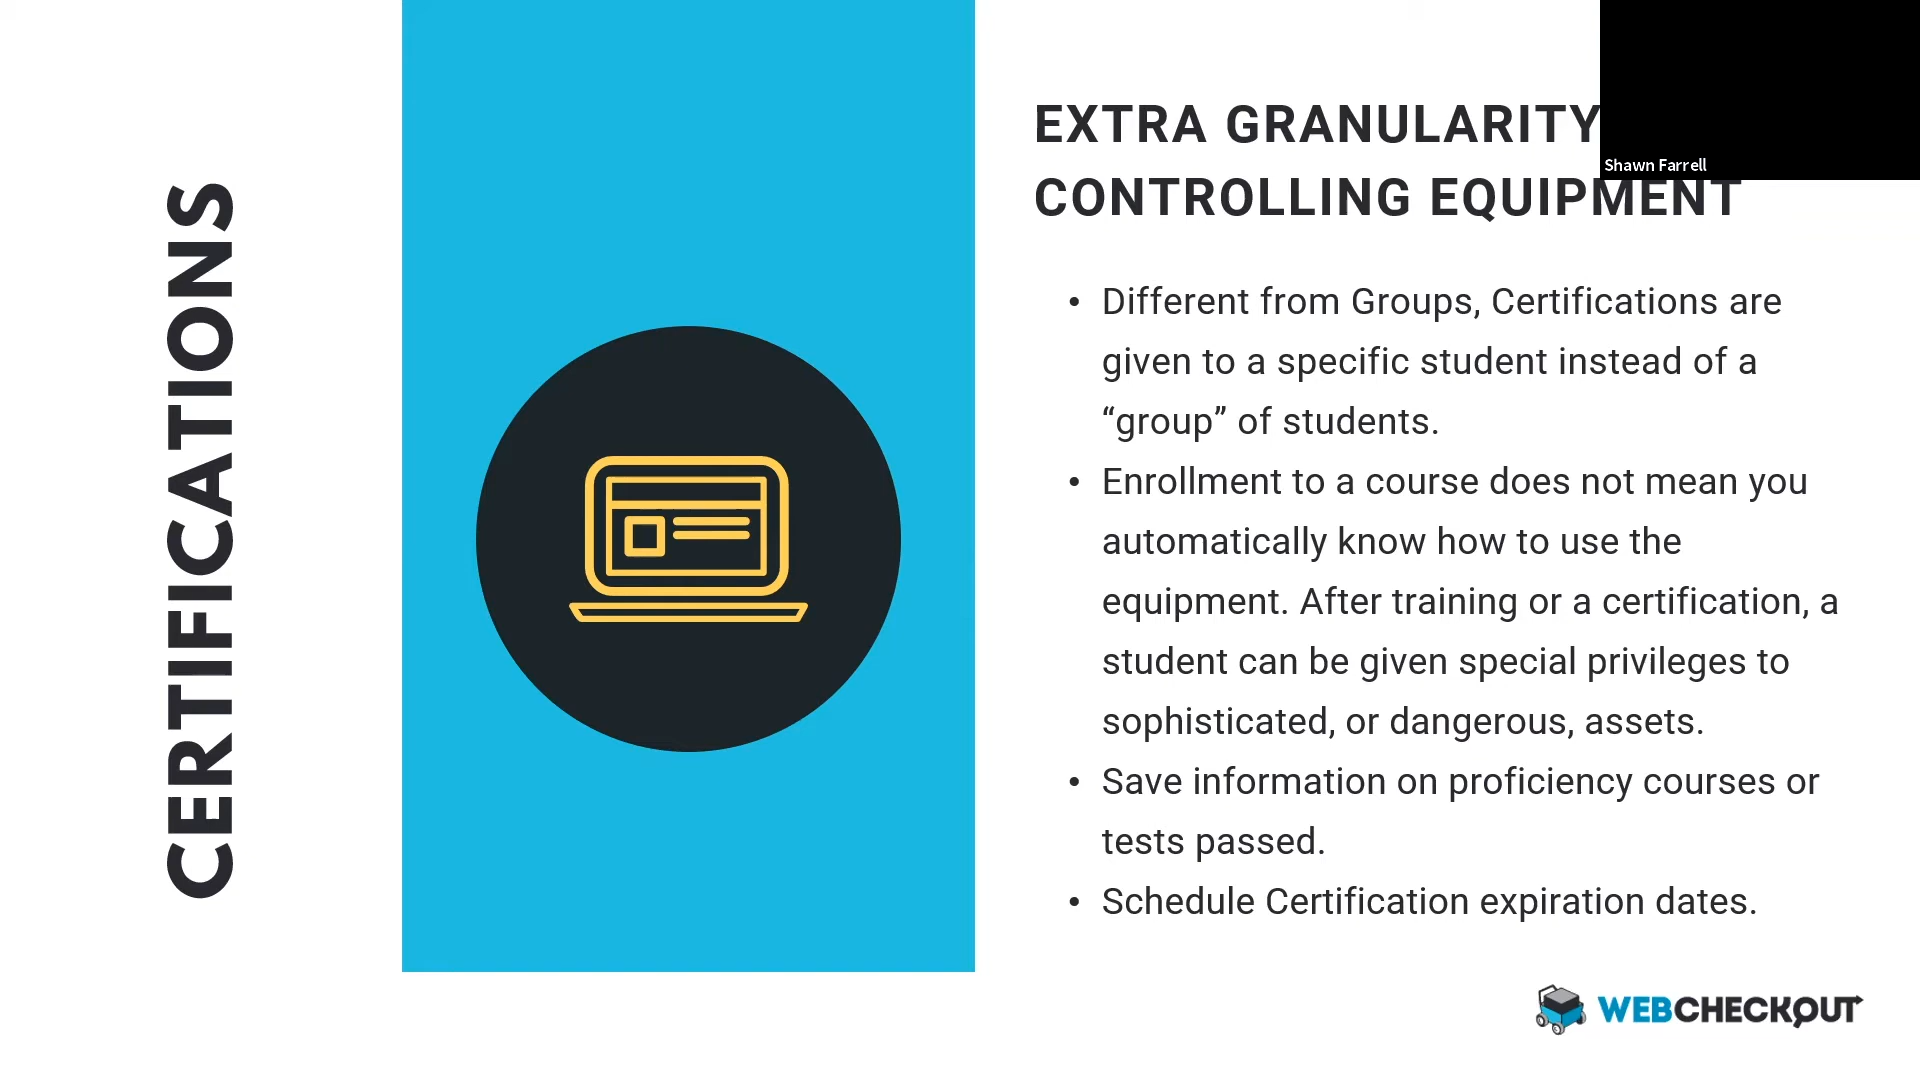 CERTIFICATIONS
EXTRA GRANULARITY
CONTROLLING EQUIPMENT
Shawn Farrell
• Different from Groups, Certifications are
given to a specific student instead of a
“group” of students.
• Enrollment to a course does not mean you
automatically know how to use the
equipment. After training or a certification, a
student can be given special privileges to
sophisticated, or dangerous, assets.
• Save information on proficiency courses or
tests passed.
• Schedule Certification expiration dates.
WEBCHECKOUT